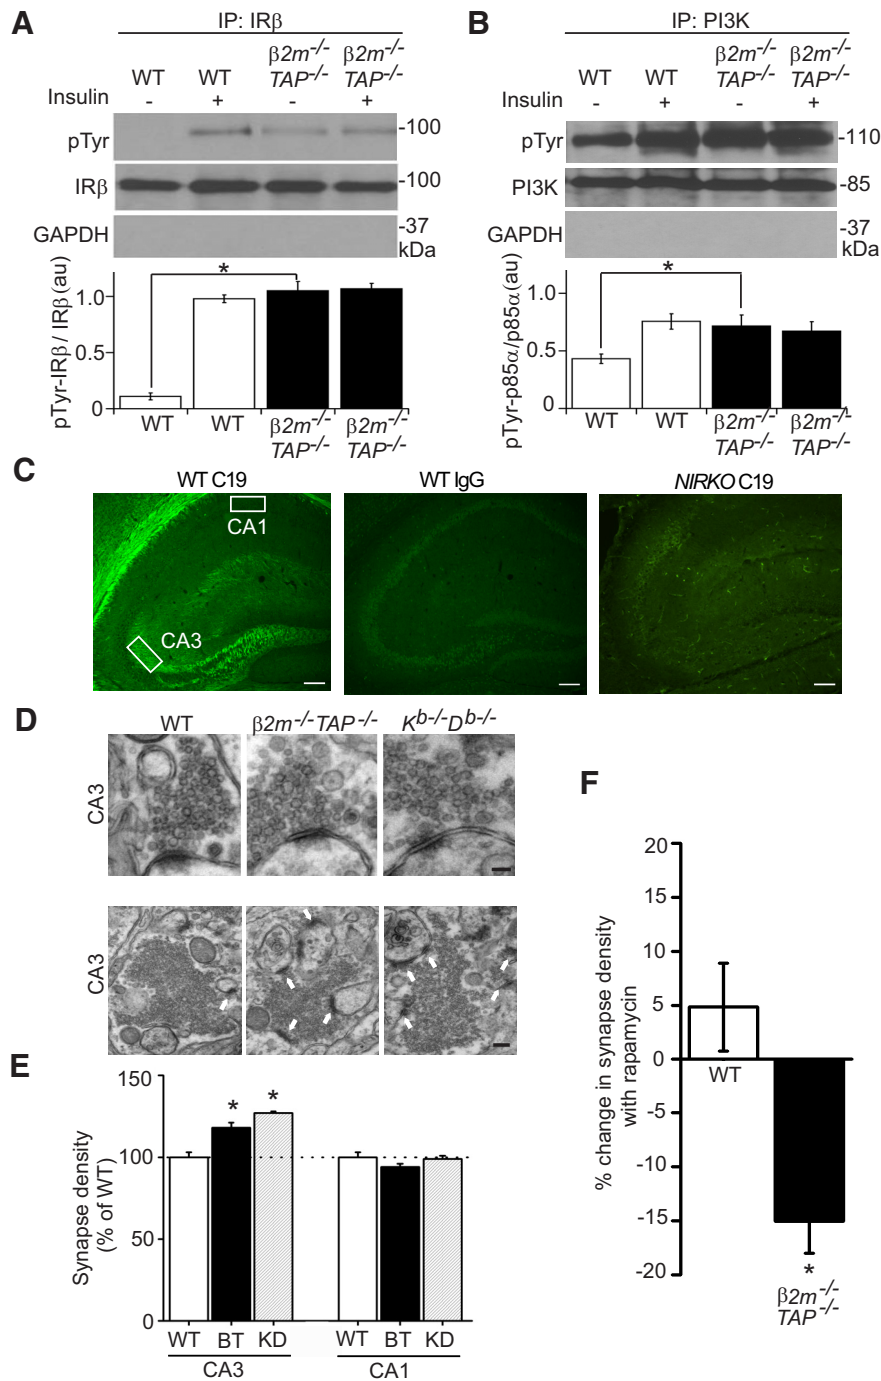 A
IP: IRβ
WT WT β2m-/- TAP-/- β2m-/- TAP-/-
Insulin - + - +
pTyr -100
IRβ -100
GAPDH -37 kDa
*
pTyr-IRβ / IRβ (au)
1.0
0.5
0
WT WT β2m-/- TAP-/- β2m-/- TAP-/-
B
IP: PI3K
WT WT β2m-/- TAP-/- β2m-/- TAP-/-
Insulin - + - +
pTyr -110
PI3K -85
GAPDH -37 kDa
*
pTyr-p85α/p85α (au)
1.0
0.5
0
WT WT β2m-/- TAP-/- β2m-/- TAP-/-
C
WT C19 WT IgG NIRKO C19
CA1
CA3
D
WT β2m-/-TAP-/- Kb-/-Db-/-
CA3
CA3
E
Synapse density (% of WT)
150
100
50
0
* *
WT BT KD WT BT KD
CA3 CA1
F
% change in synapse density with rapamycin
20
15
10
5
0
-5
-10
-15
-20
WT
*
β2m-/-
TAP-/-